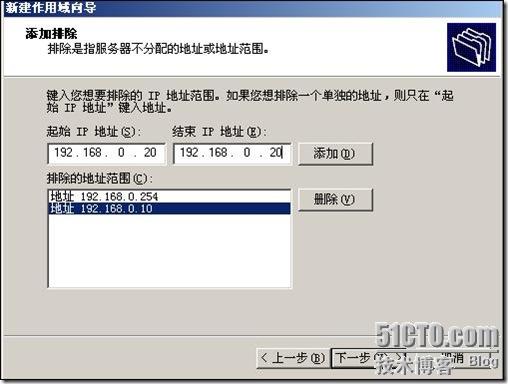 新建作用域向导
添加排除
排除是指服务器不分配的地址或地址范围。
键入您想要排除的 IP 地址范围。如果您想排除一个单独的地址，则只在“起
始 IP 地址”键入地址。
起始 IP 地址(S): 结束 IP 地址(E):
192.168. 0 .20 192.168. 0 .20 添加(D)
排除的地址范围(C):
地址 192.168.0.254 删除(V)
地址 192.168.0.10
51CTO.com
<上一步(B) 下一步 取消
技术博客 Blog